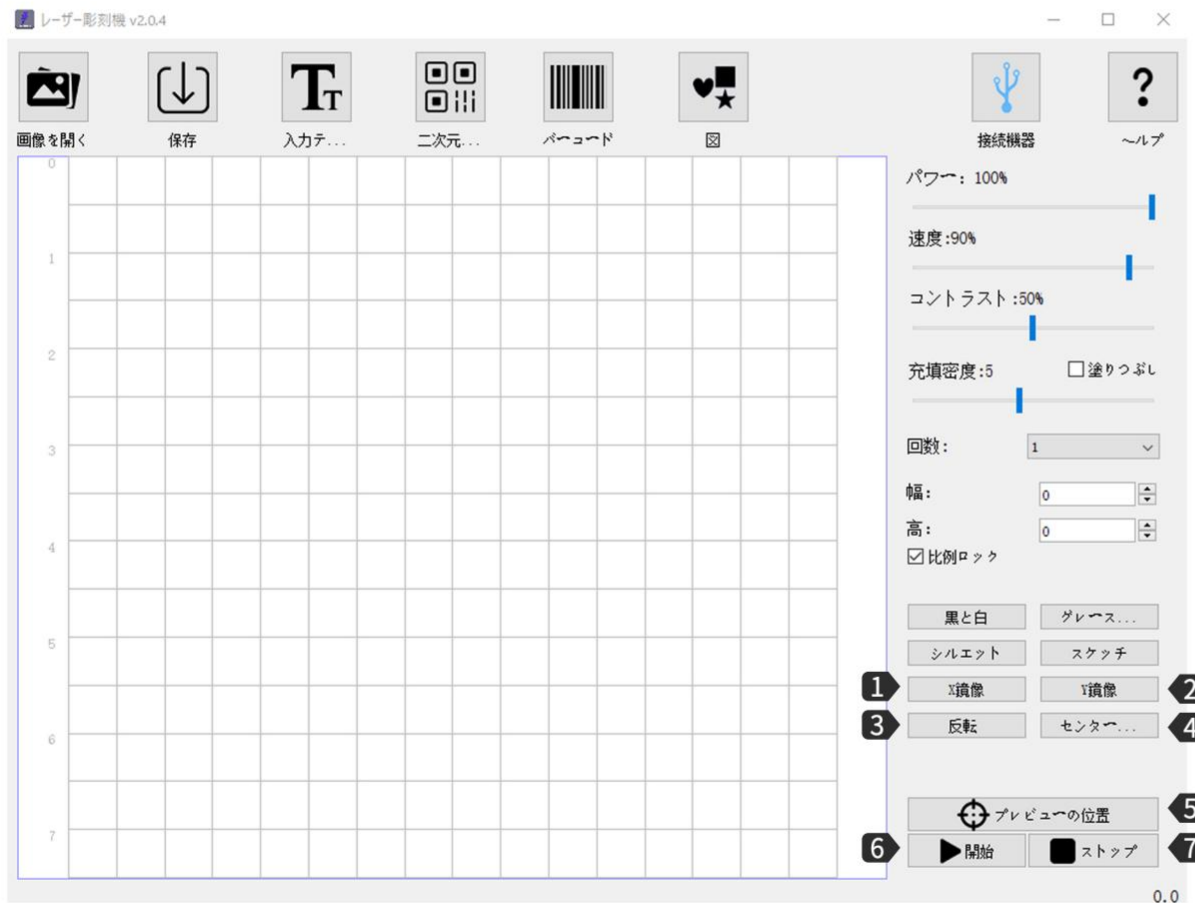 レーザー彫刻機 v2.0.4
画像を開く 保存 入力テ... 二次元... バーコード 図 接続機器 ヘルプ
パワー: 100%
速度:90%
コントラスト:50%
充填密度:5 塗りつぶし
回数: 1
幅: 0
高: 0
比例ロック
黒と白 グレース...
シルエット スケッチ
1 X鏡像 Y鏡像 2
3 反転 センター... 4
プレビューの位置 5
6 開始 ストップ 7
0
1
2
3
4
5
6
7
0.0